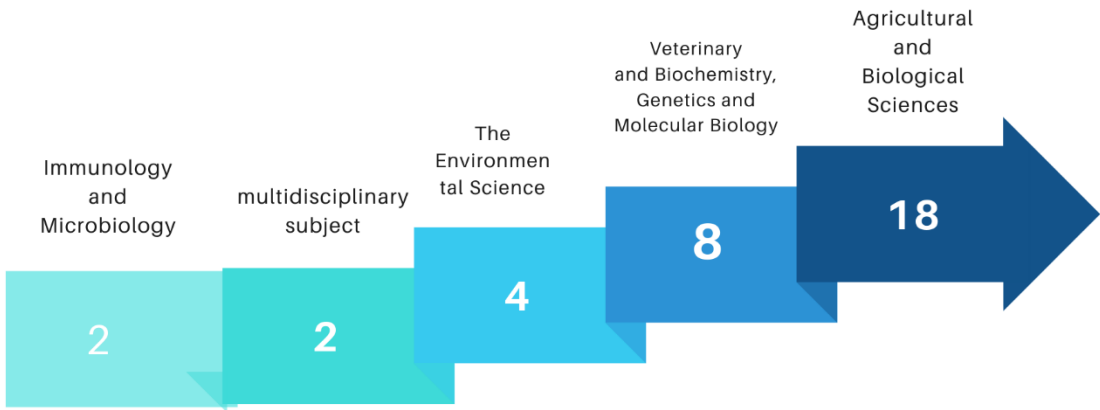 Immunology
and
Microbiology
2
multidisciplinary
subject
2
The
Environmen
tal Science
4
Veterinary
and Biochemistry,
Genetics and
Molecular Biology
8
Agricultural
and
Biological
Sciences
18